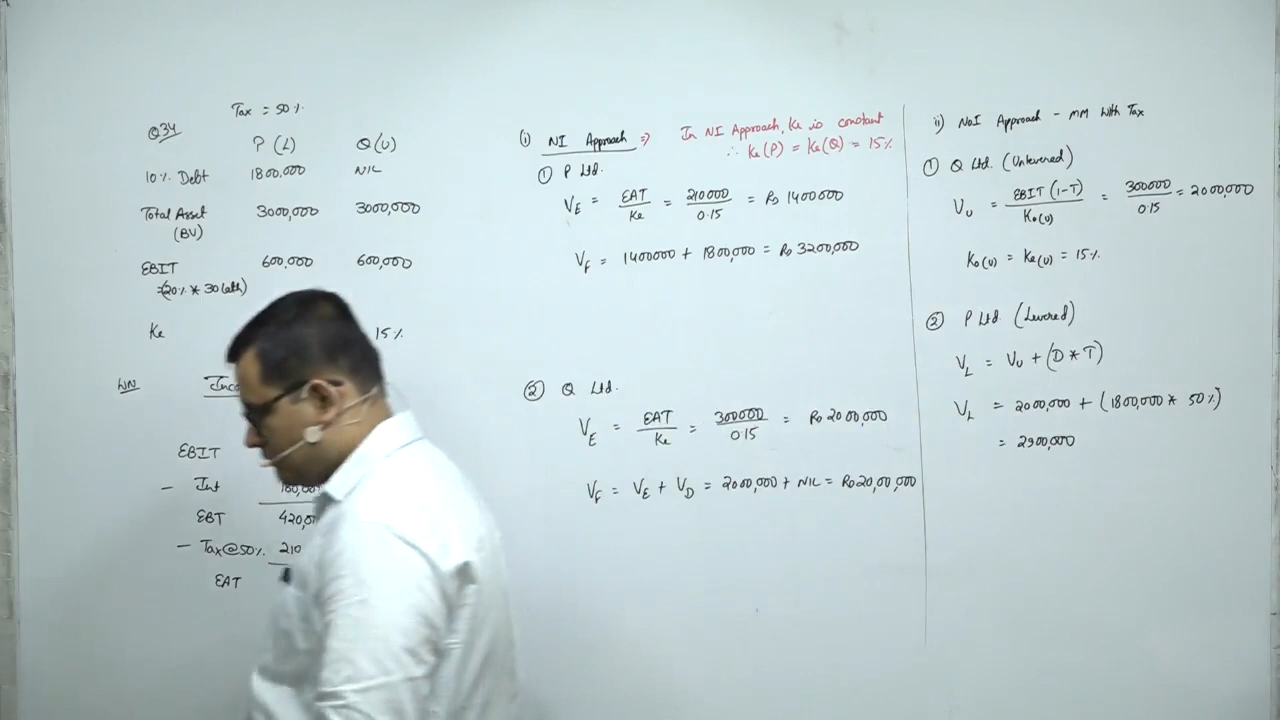 Q34
Tax = 50%
P (L) Q (U)
10% Debt 1800,000 NIL
Total Asset 3000,000 3000,000
(BV)
EBIT 600,000 600,000
=(20% * 30 lakh)
Ke 15%
WN
EBIT
- Int
EBT
- Tax@50%
EAT
(i) NI Approach ⇒ In NI Approach, Ke is constant
∴ Ke(P) = Ke(Q) = 15%
① P Ltd.
VE = EAT / Ke = 210000 / 0.15 = Rs 1400000
VF = 1400000 + 1800,000 = Rs 3200,000
② Q Ltd.
VE = EAT / Ke = 300000 / 0.15 = Rs 2000,000
VF = VE + VD = 2000,000 + NIL = Rs 20,00,000
ii) NOI Approach - MM With Tax
① Q Ltd. (Unlevered)
VU = EBIT (1-T) / Ko(U) = 300000 / 0.15 = 2000,000
Ko(U) = Ke(U) = 15%
② P Ltd. (Levered)
VL = VU + (D * T)
VL = 2000,000 + (1800,000 * 50%)
= 2900,000